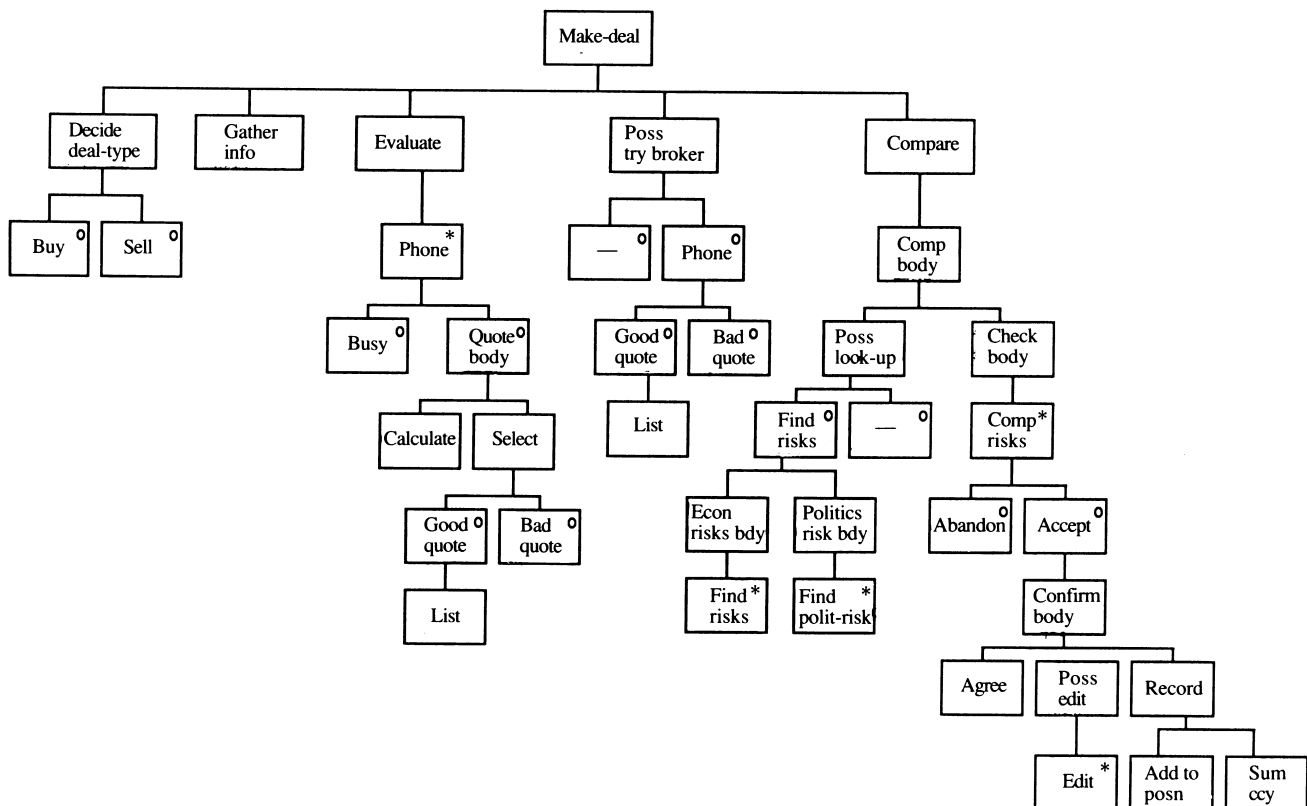 Make-deal
Decide
deal-type
Gather
info
Evaluate
Poss
try broker
Compare
Buy o
Sell o
Phone *
— o
Phone o
Comp
body
Busy o
Quote o
body
Good o
quote
Bad o
quote
Poss
look-up
Check
body
Calculate
Select
List
Find o
risks
— o
Comp *
risks
Good o
quote
Bad o
quote
Econ
risks bdy
Politics
risk bdy
Abandon o
Accept o
List
Find *
risks
Find *
polit-risk
Confirm
body
Agree
Poss
edit
Record
Edit *
Add to
posn
Sum
ccy